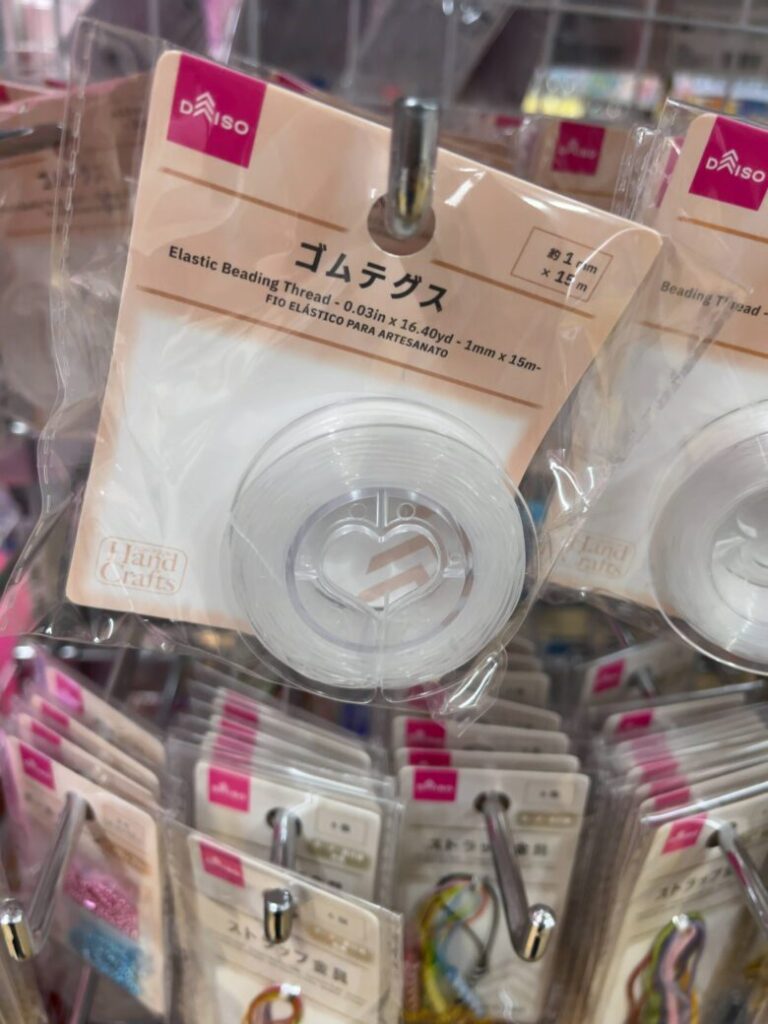 DAISO
ゴムテグス
約1mm
×15m
Elastic Beading Thread - 0.03in x 16.40yd - 1mm x 15m-
FIO ELÁSTICO PARA ARTESANATO
Hand
Crafts
DAISO
Beading Thread -
Hand
Crafts
DAISO
DAISO
ストラップ金具
ストラップ金具
ストラップ金具